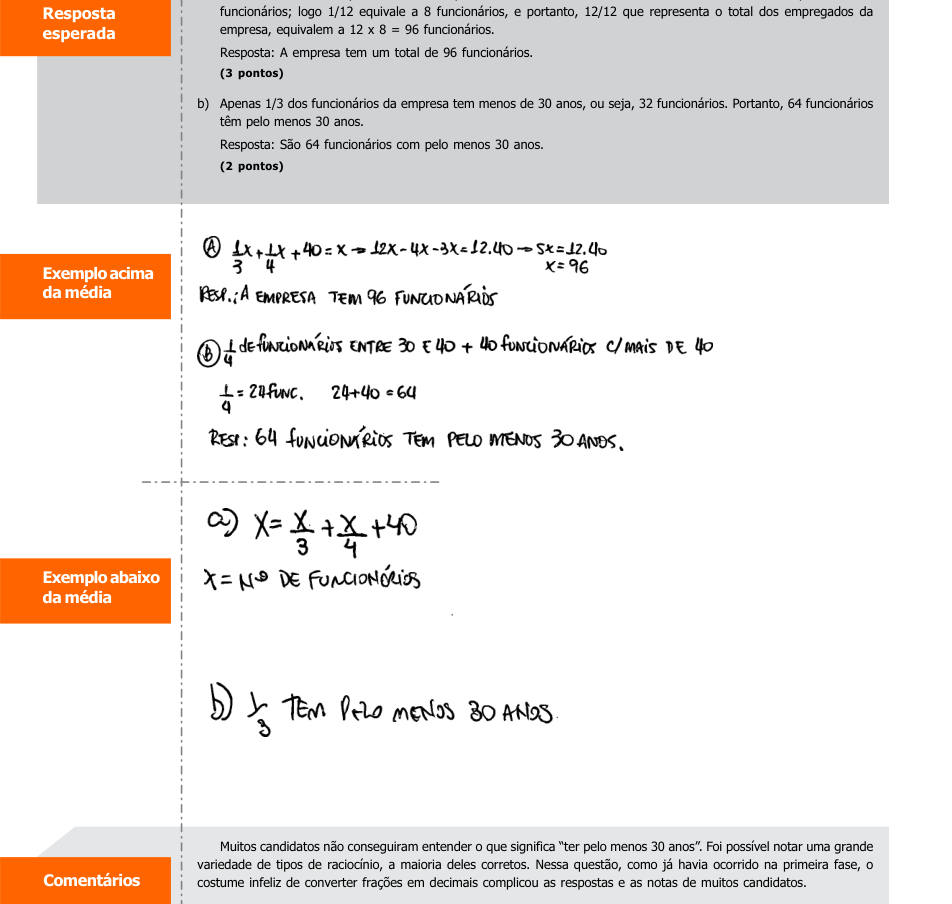 Resposta
esperada
funcionários; logo 1/12 equivale a 8 funcionários, e portanto, 12/12 que representa o total dos empregados da
empresa, equivalem a 12 x 8 = 96 funcionários.
Resposta: A empresa tem um total de 96 funcionários.
(3 pontos)
b) Apenas 1/3 dos funcionários da empresa tem menos de 30 anos, ou seja, 32 funcionários. Portanto, 64 funcionários
têm pelo menos 30 anos.
Resposta: São 64 funcionários com pelo menos 30 anos.
(2 pontos)
Exemplo acima
da média
A 1/3x + 1/4x + 40 = x → 12x - 4x - 3x = 12.40 → 5x = 12.40
x = 96
RESP.: A EMPRESA TEM 96 FUNCIONÁRIOS
b 1/4 de FUNCIONÁRIOS ENTRE 30 E 40 + 40 FUNCIONÁRIOS C/ MAIS DE 40
1/4 = 24 FUNC. 24+40 = 64
RESP: 64 FUNCIONÁRIOS TEM PELO MENOS 30 ANOS.
Exemplo abaixo
da média
a) X = X/3 + X/4 + 40
X = Nº DE FUNCIONÁRIOS
b) 1/3 TEM PELO MENOS 30 ANOS.
Comentários
Muitos candidatos não conseguiram entender o que significa “ter pelo menos 30 anos”. Foi possível notar uma grande
variedade de tipos de raciocínio, a maioria deles corretos. Nessa questão, como já havia ocorrido na primeira fase, o
costume infeliz de converter frações em decimais complicou as respostas e as notas de muitos candidatos.